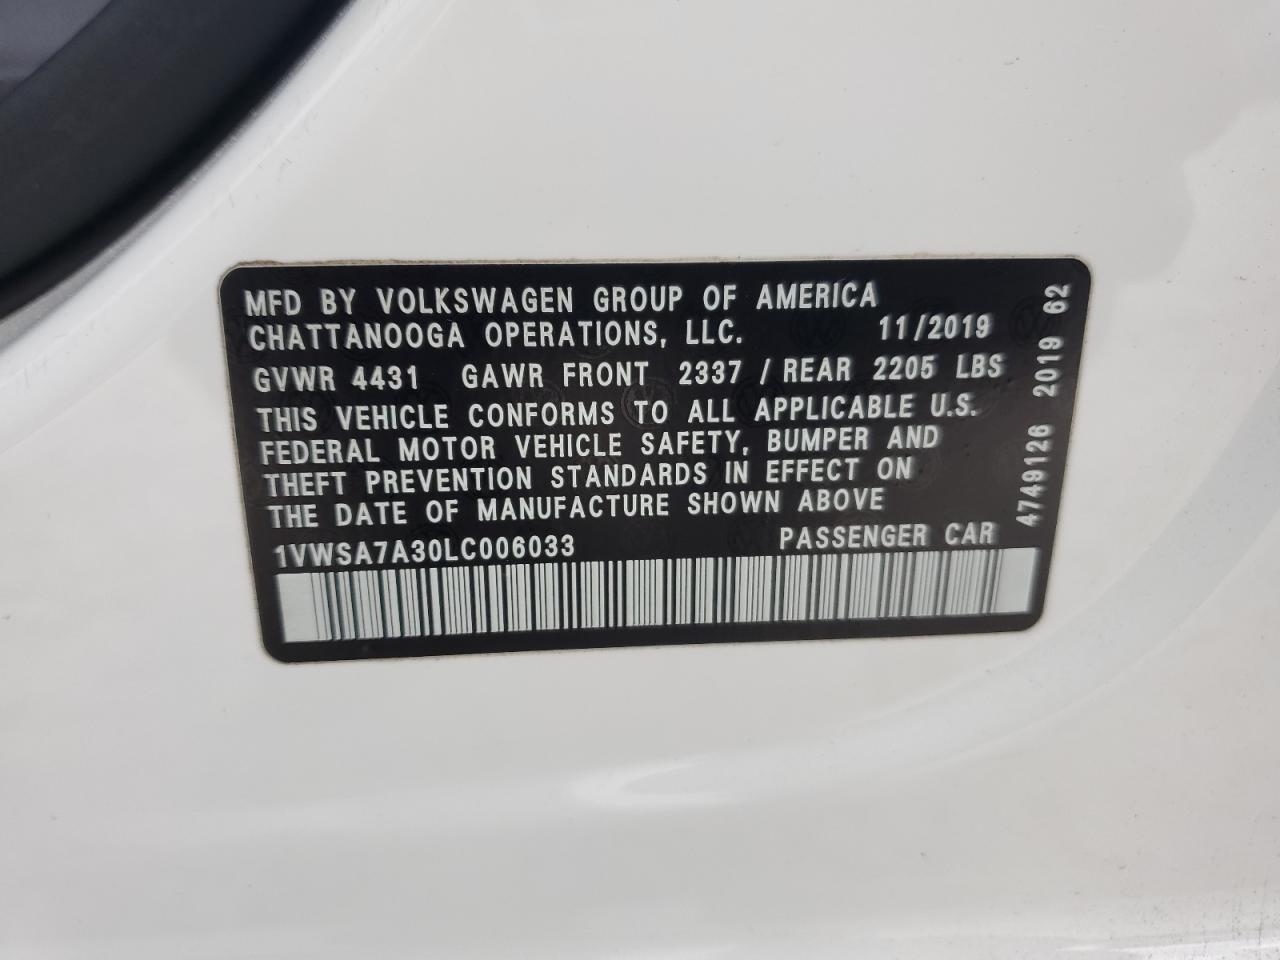 MFD BY VOLKSWAGEN GROUP OF AMERICA
CHATTANOOGA OPERATIONS, LLC. 11/2019
GVWR 4431 GAWR FRONT 2337 / REAR 2205 LBS
THIS VEHICLE CONFORMS TO ALL APPLICABLE U.S.
FEDERAL MOTOR VEHICLE SAFETY, BUMPER AND
THEFT PREVENTION STANDARDS IN EFFECT ON
THE DATE OF MANUFACTURE SHOWN ABOVE
1VWSA7A30LC006033 PASSENGER CAR
4749126 2019 62